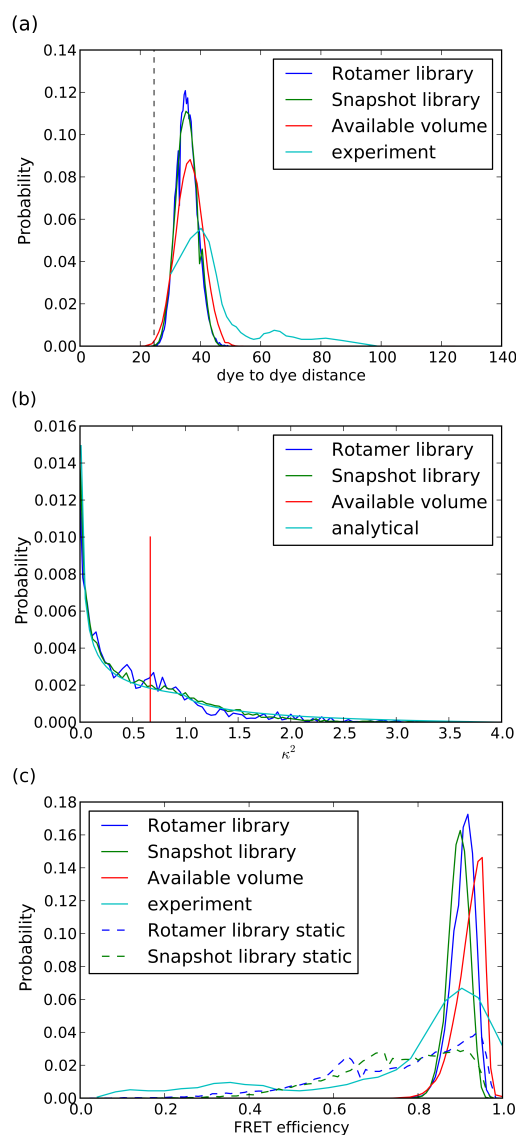 (a)
0.14
0.12
0.10
0.08
0.06
0.04
0.02
0.00
Probability
Rotamer library
Snapshot library
Available volume
experiment
0 20 40 60 80 100 120 140
dye to dye distance
(b)
0.016
0.014
0.012
0.010
0.008
0.006
0.004
0.002
0.000
Probability
Rotamer library
Snapshot library
Available volume
analytical
0.0 0.5 1.0 1.5 2.0 2.5 3.0 3.5 4.0
κ²
(c)
0.18
0.16
0.14
0.12
0.10
0.08
0.06
0.04
0.02
0.00
Probability
Rotamer library
Snapshot library
Available volume
experiment
Rotamer library static
Snapshot library static
0.0 0.2 0.4 0.6 0.8 1.0
FRET efficiency